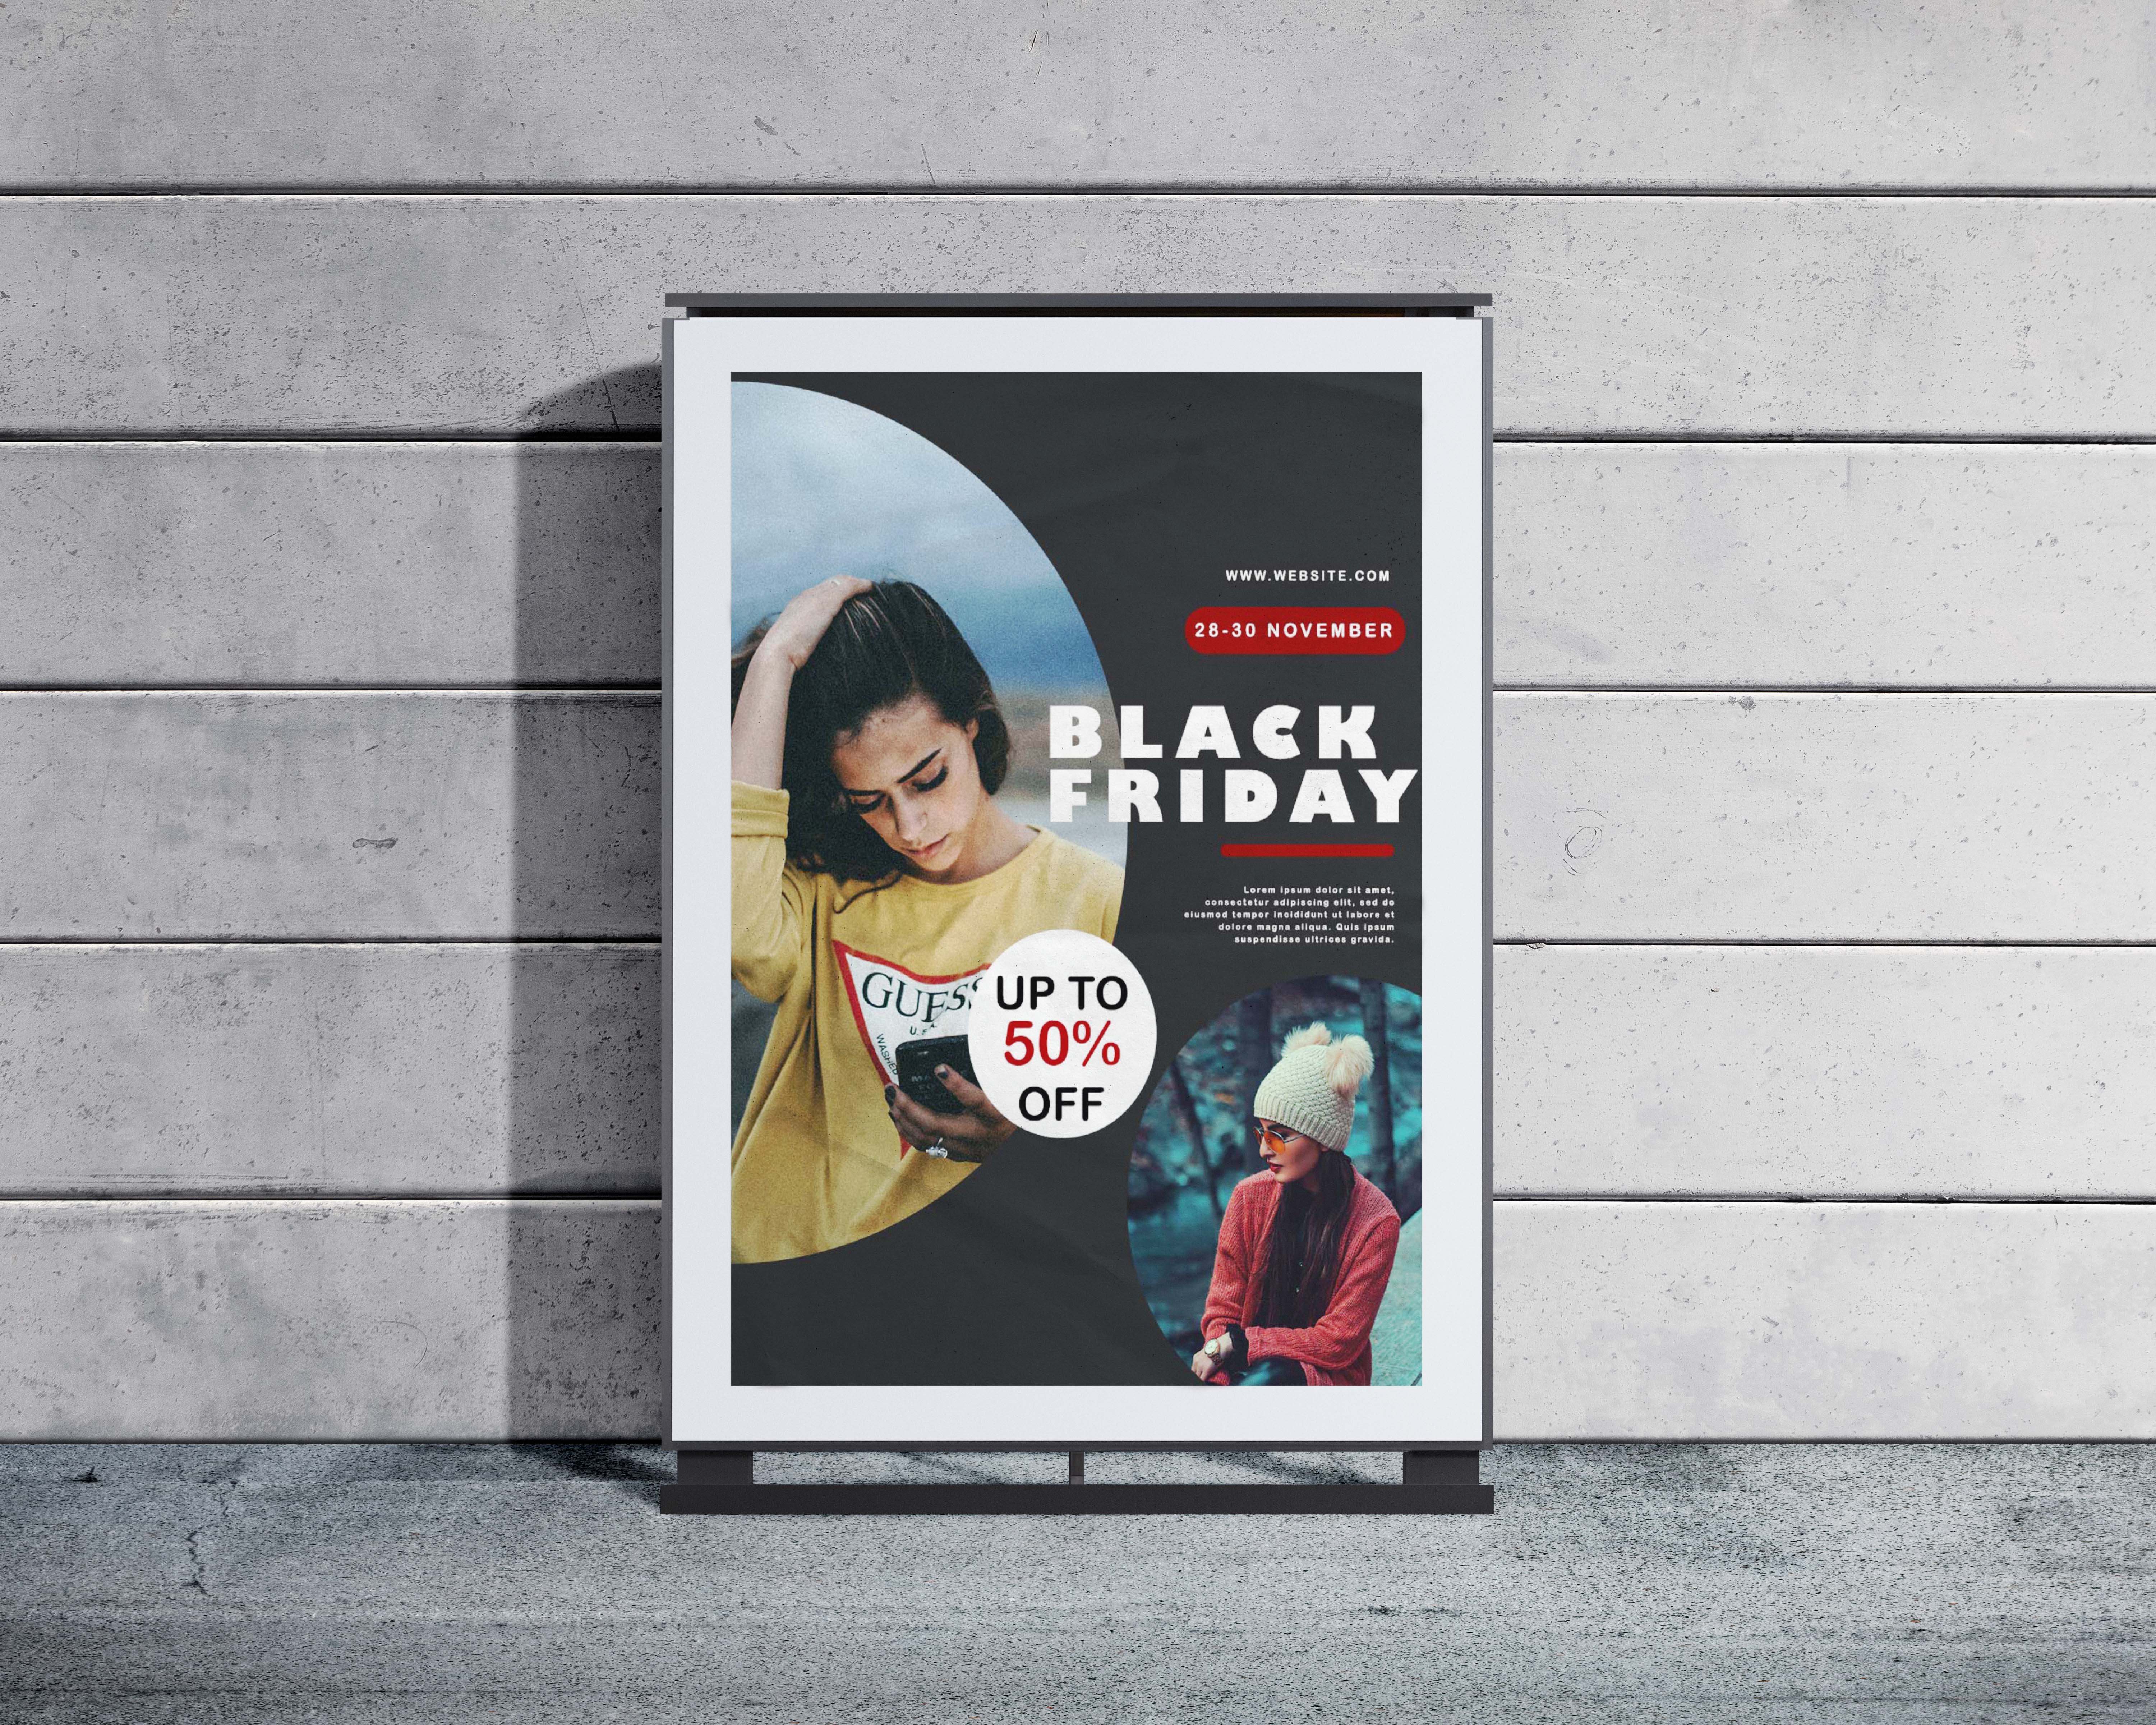 WWW.WEBSITE.COM
28-30 NOVEMBER
BLACK
FRIDAY
Lorem ipsum dolor sit amet,
consectetur adipiscing elit, sed do
eiusmod tempor incididunt ut labore et
dolore magna aliqua. Quis ipsum
suspendisse ultrices gravida.
GUESS
U.S.
WASHED
UP TO
50%
OFF